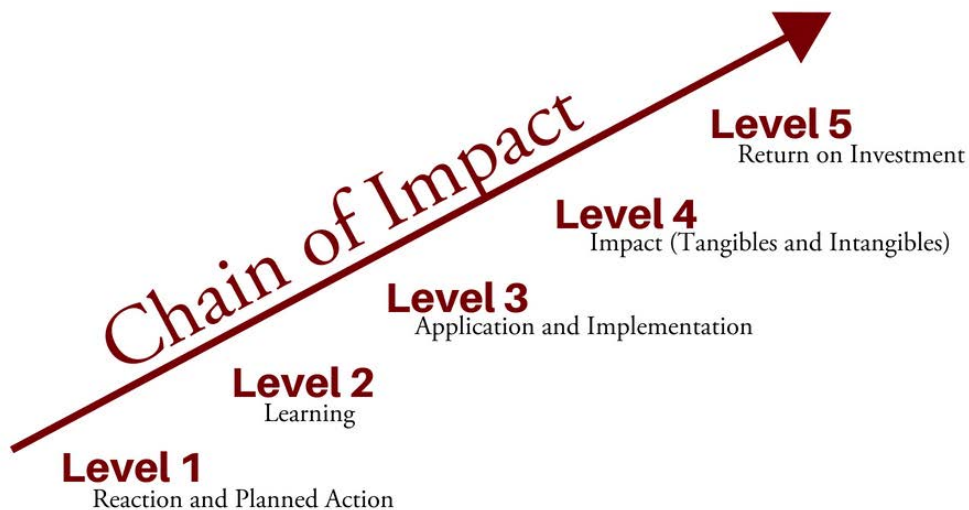 Chain of Impact
Level 5
Return on Investment
Level 4
Impact (Tangibles and Intangibles)
Level 3
Application and Implementation
Level 2
Learning
Level 1
Reaction and Planned Action